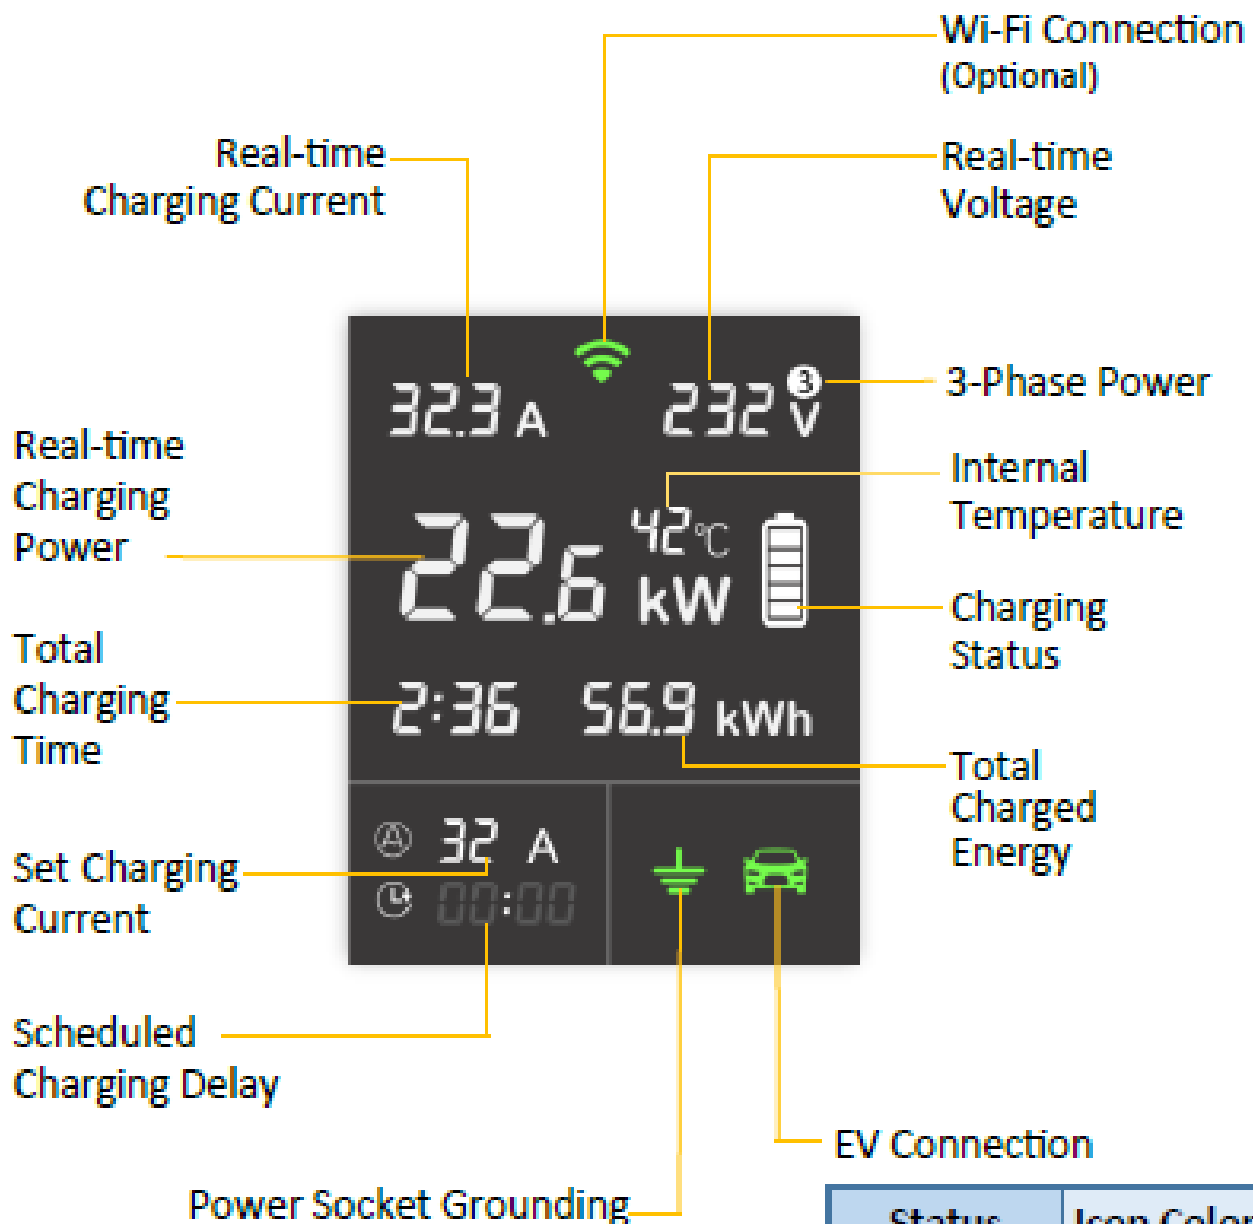 Wi-Fi Connection
(Optional)
Real-time
Charging Current
Real-time
Voltage
3-Phase Power
Internal
Temperature
Real-time
Charging
Power
Charging
Status
Total
Charging
Time
Total
Charged
Energy
Set Charging
Current
Scheduled
Charging Delay
EV Connection
Power Socket Grounding
32.3 A
232 V
3
42 °C
22.6 kW
2:36
56.9 kWh
A 32 A
00:00
Status
Icon Color